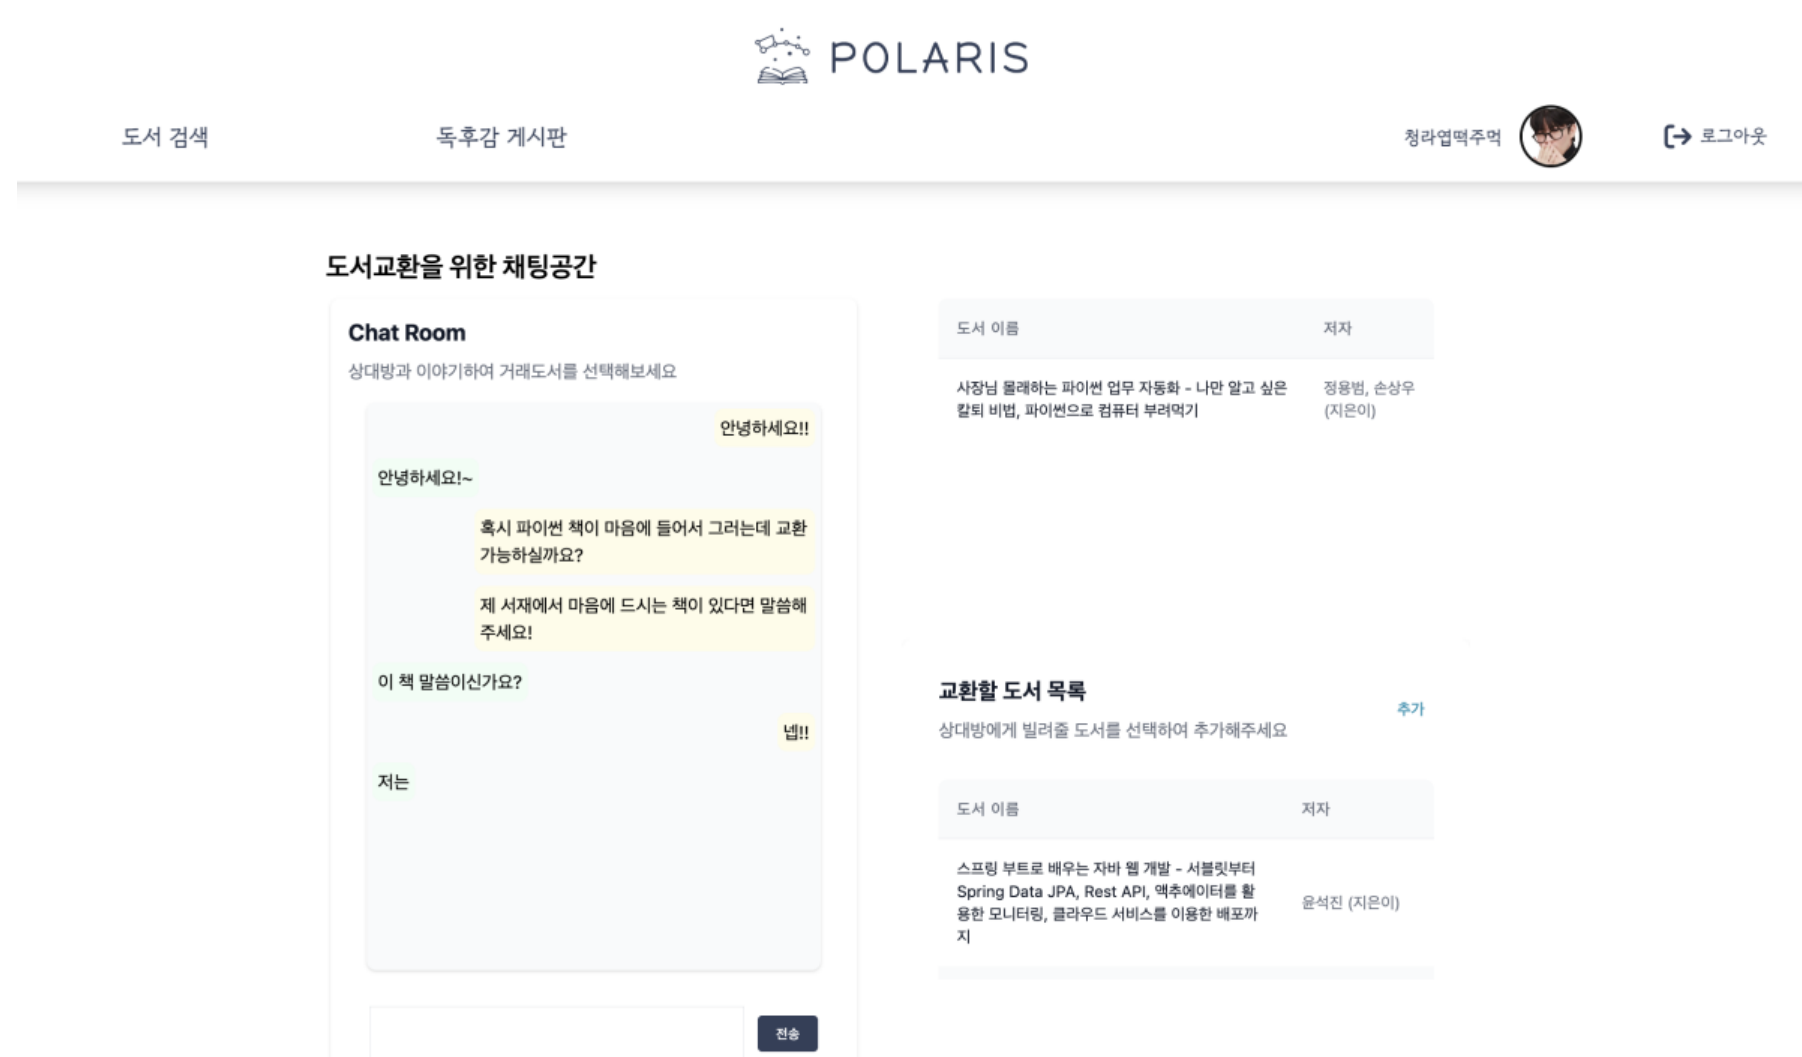 POLARIS
도서 검색
독후감 게시판
청라엽떡주먹
로그아웃
도서교환을 위한 채팅공간
Chat Room
상대방과 이야기하여 거래도서를 선택해보세요
안녕하세요!!
안녕하세요!~
혹시 파이썬 책이 마음에 들어서 그러는데 교환
가능하실까요?
제 서재에서 마음에 드시는 책이 있다면 말씀해
주세요!
이 책 말씀이신가요?
넵!!
저는
전송
도서 이름
저자
사장님 몰래하는 파이썬 업무 자동화 - 나만 알고 싶은
칼퇴 비법, 파이썬으로 컴퓨터 부려먹기
정용범, 손상우
(지은이)
교환할 도서 목록
상대방에게 빌려줄 도서를 선택하여 추가해주세요
추가
도서 이름
저자
스프링 부트로 배우는 자바 웹 개발 - 서블릿부터
Spring Data JPA, Rest API, 액추에이터를 활
용한 모니터링, 클라우드 서비스를 이용한 배포까
지
윤석진 (지은이)